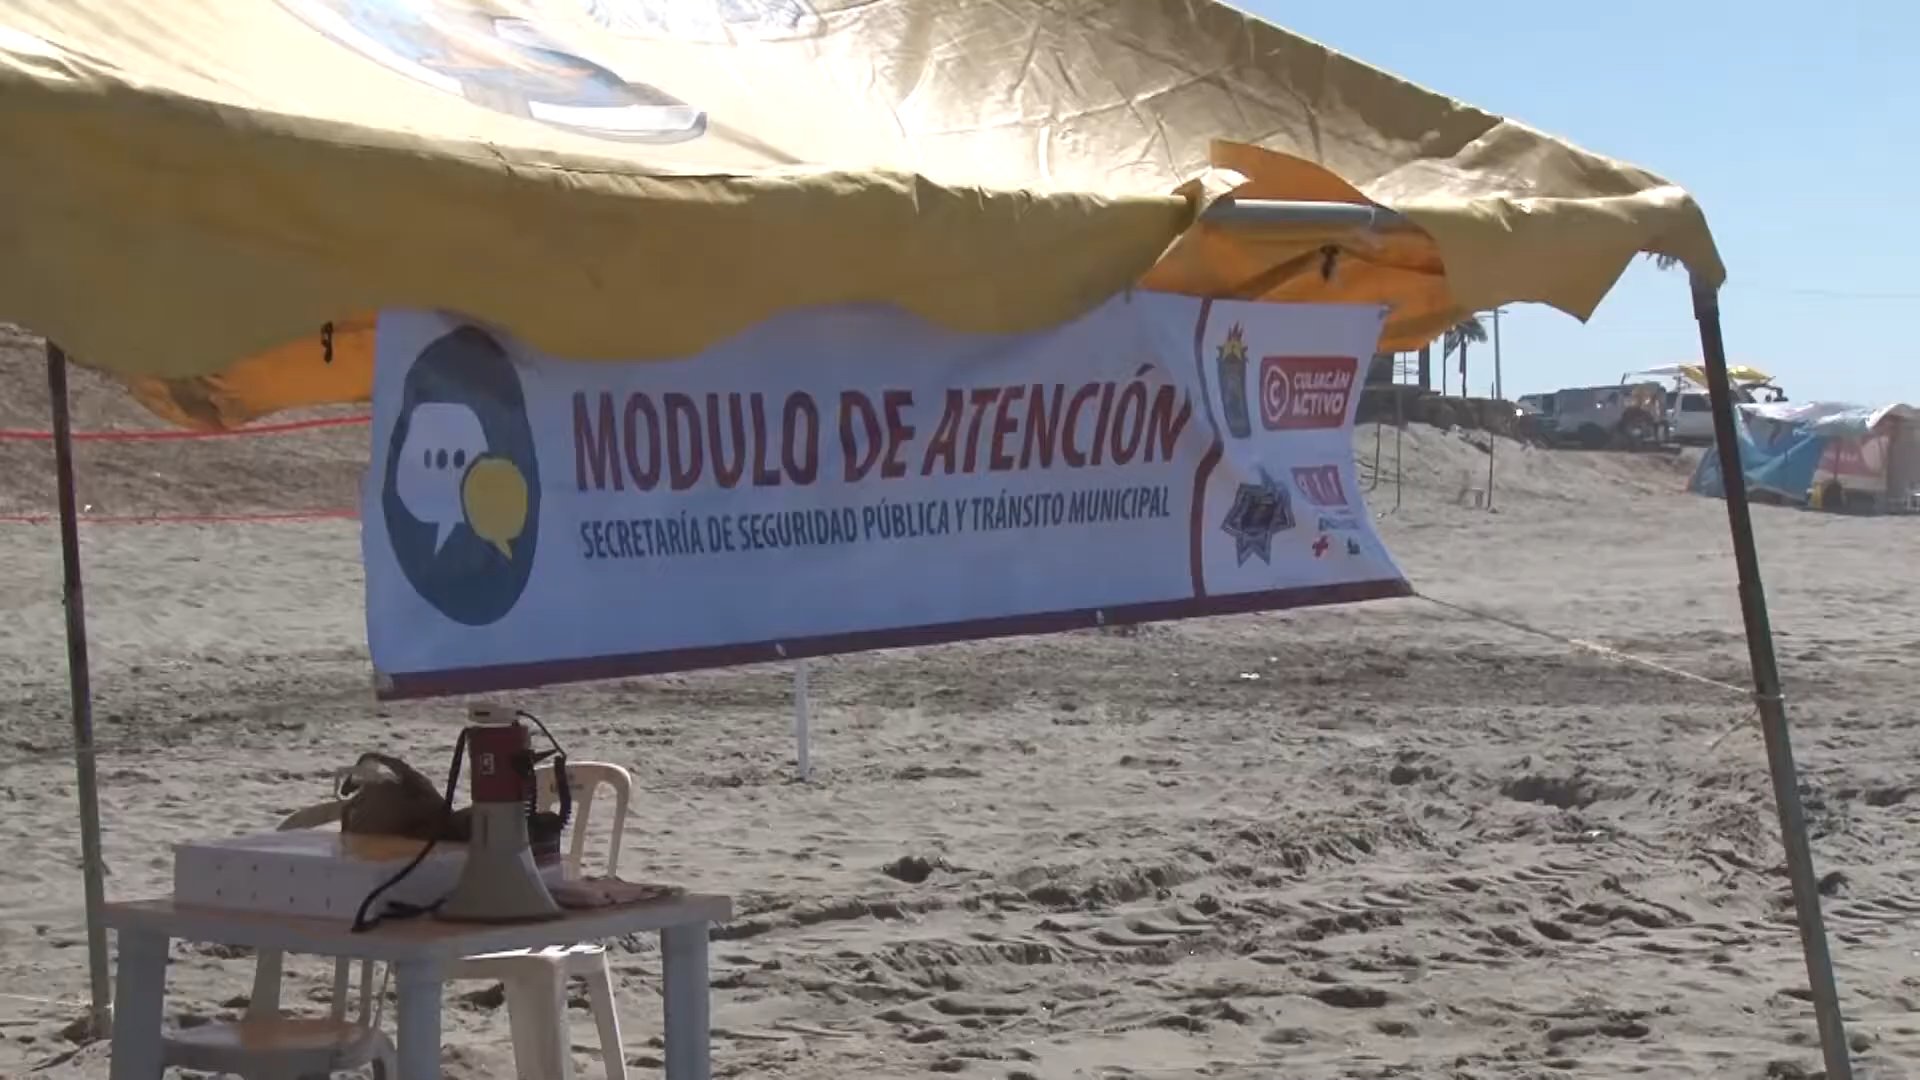 MODULO DE ATENCIÓN
SECRETARÍA DE SEGURIDAD PÚBLICA Y TRÁNSITO MUNICIPAL
CULIACÁN
ACTIVO